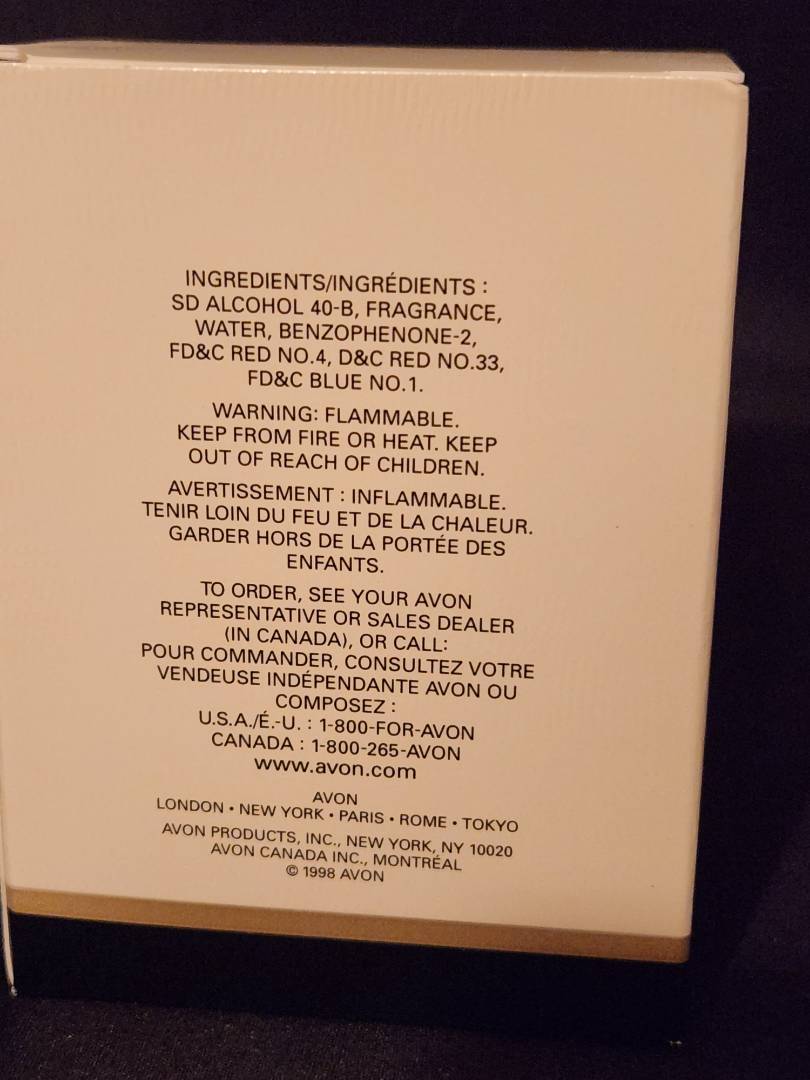 INGREDIENTS/INGRÉDIENTS :
SD ALCOHOL 40-B, FRAGRANCE,
WATER, BENZOPHENONE-2,
FD&C RED NO.4, D&C RED NO.33,
FD&C BLUE NO.1.
WARNING: FLAMMABLE.
KEEP FROM FIRE OR HEAT. KEEP
OUT OF REACH OF CHILDREN.
AVERTISSEMENT : INFLAMMABLE.
TENIR LOIN DU FEU ET DE LA CHALEUR.
GARDER HORS DE LA PORTÉE DES
ENFANTS.
TO ORDER, SEE YOUR AVON
REPRESENTATIVE OR SALES DEALER
(IN CANADA), OR CALL:
POUR COMMANDER, CONSULTEZ VOTRE
VENDEUSE INDÉPENDANTE AVON OU
COMPOSEZ :
U.S.A./É.-U. : 1-800-FOR-AVON
CANADA : 1-800-265-AVON
www.avon.com
AVON
LONDON • NEW YORK • PARIS • ROME • TOKYO
AVON PRODUCTS, INC., NEW YORK, NY 10020
AVON CANADA INC., MONTRÉAL
© 1998 AVON